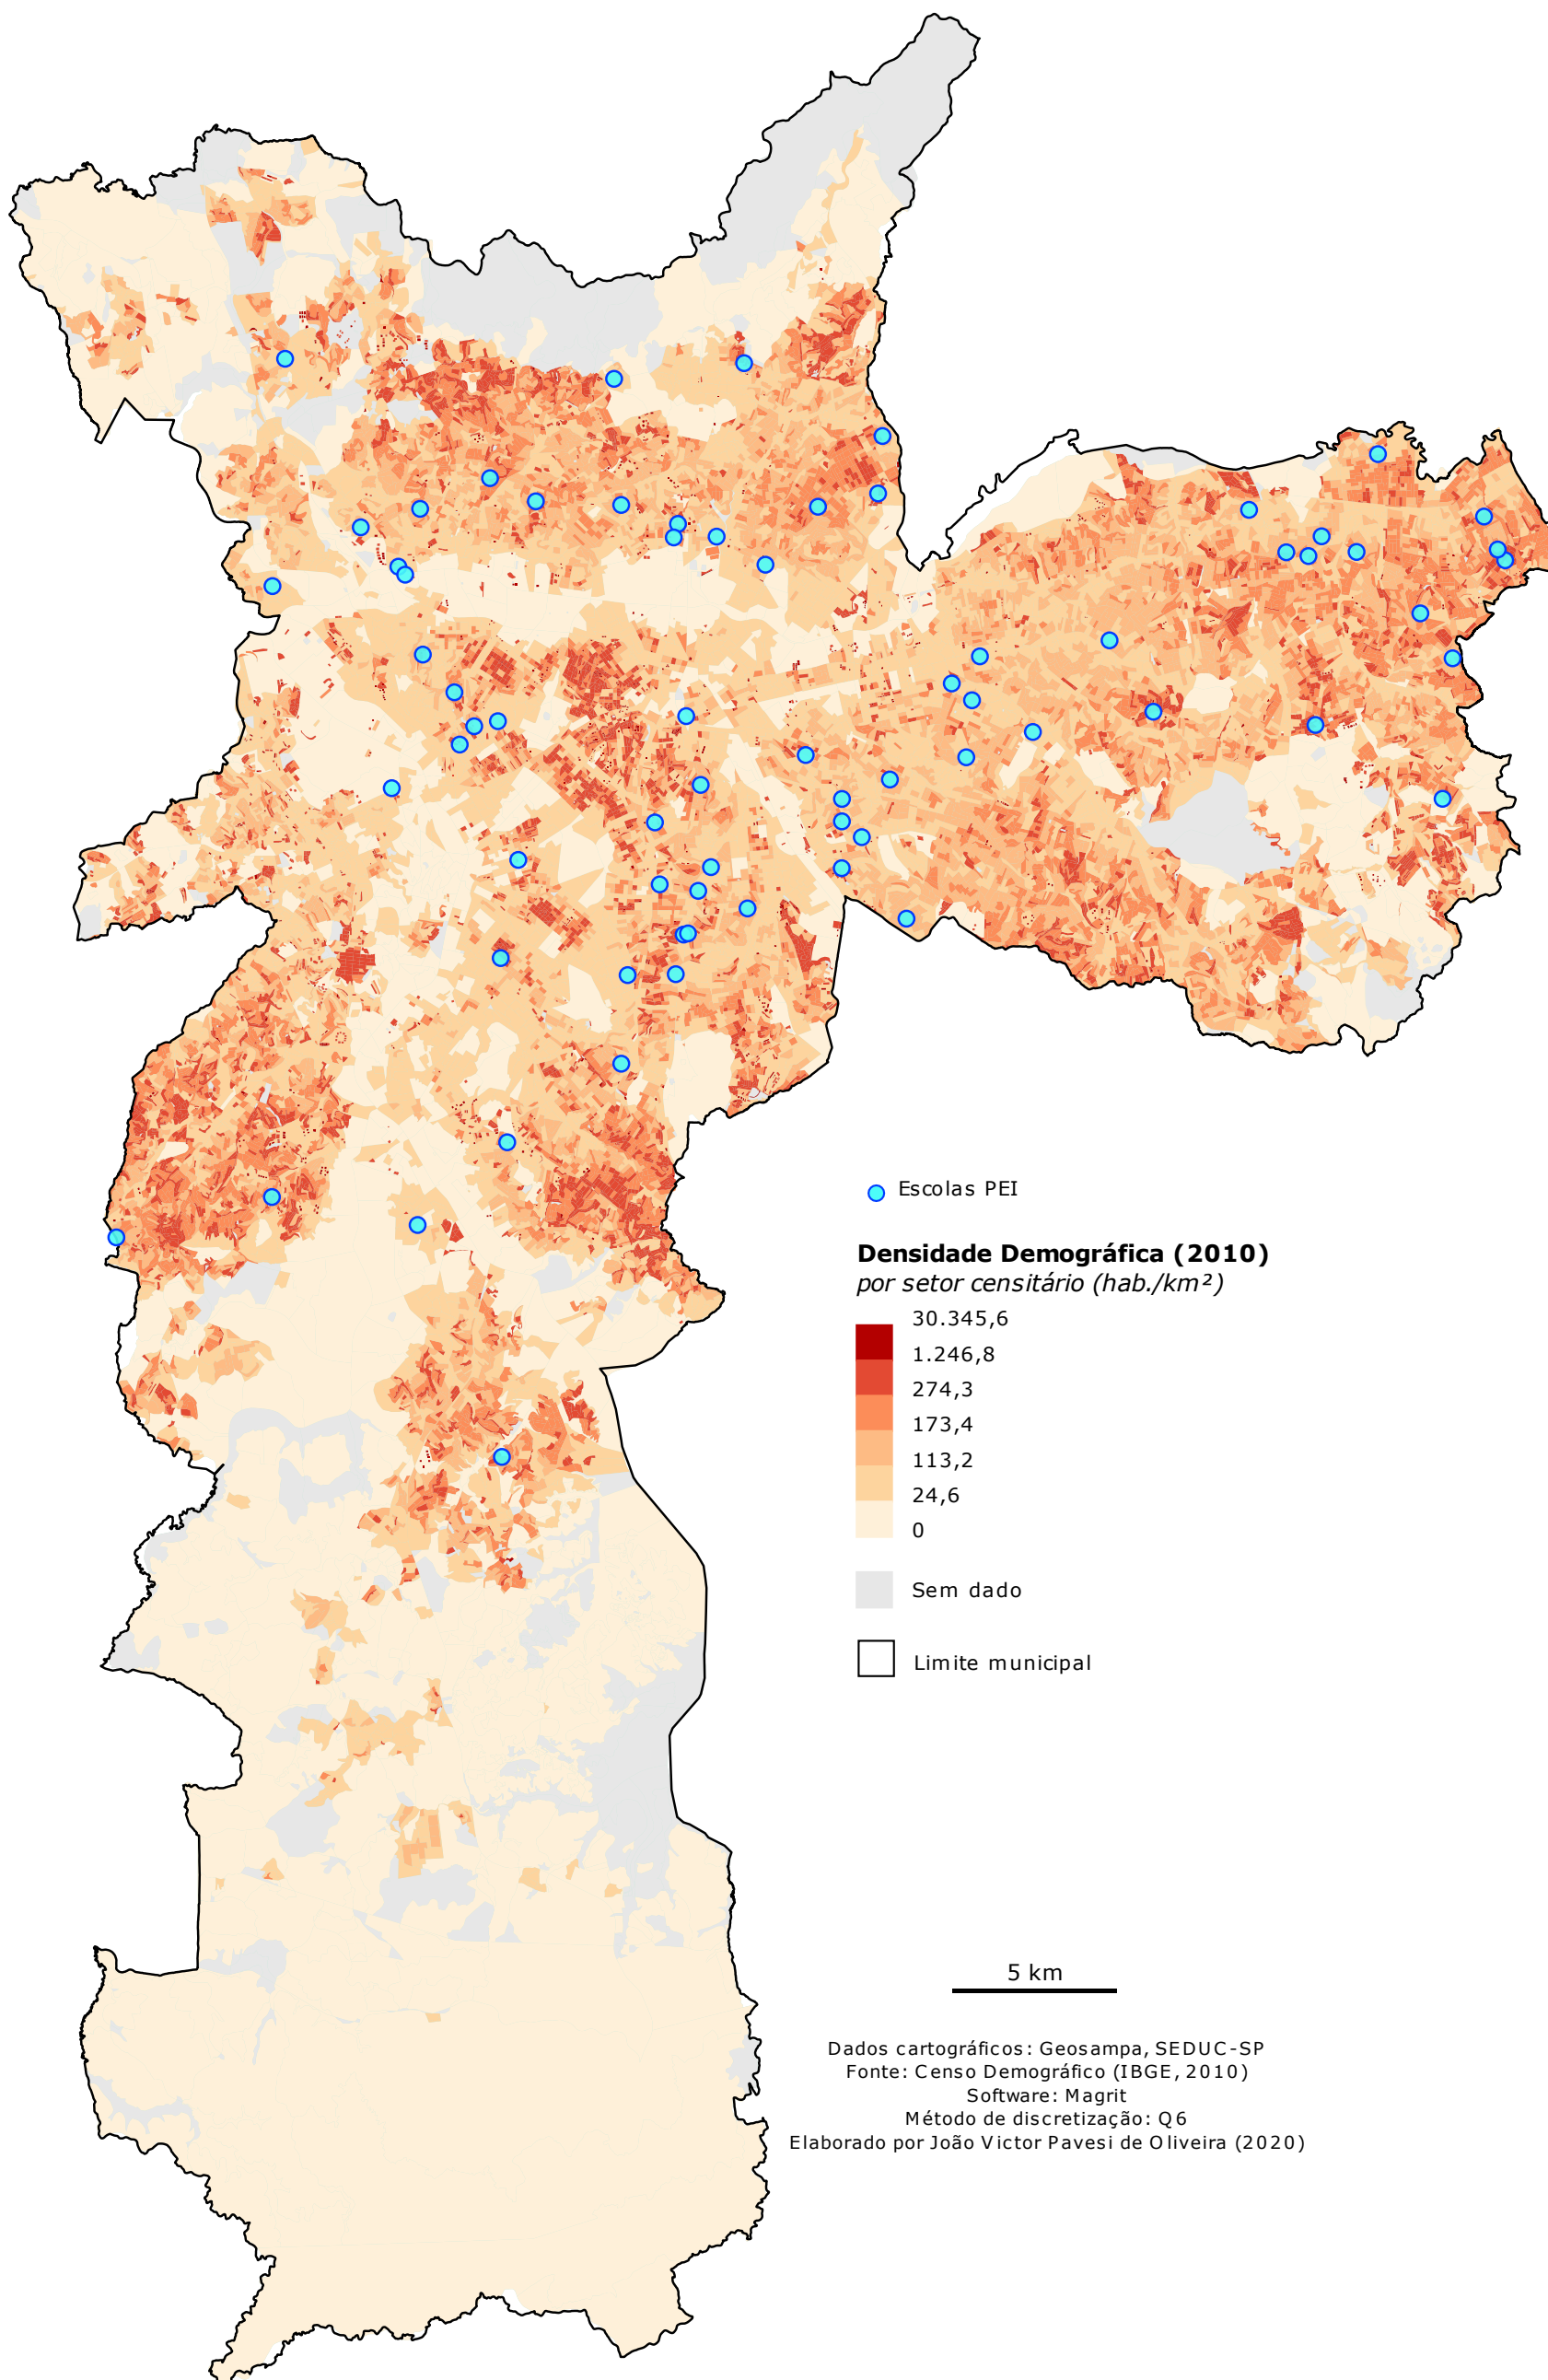 Escolas PEI
Densidade Demográfica (2010)
por setor censitário (hab./km²)
30.345,6
1.246,8
274,3
173,4
113,2
24,6
0
Sem dado
Limite municipal
5 km
Dados cartográficos: Geosampa, SEDUC-SP
Fonte: Censo Demográfico (IBGE, 2010)
Software: Magrit
Método de discretização: Q6
Elaborado por João Victor Pavesi de Oliveira (2020)